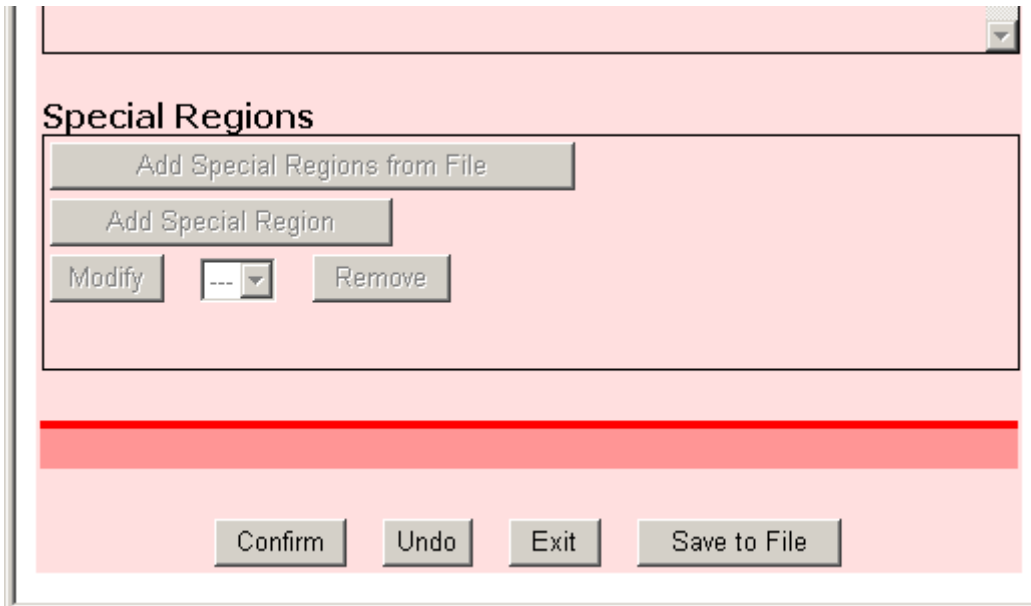 Special Regions
Add Special Regions from File
Add Special Region
Modify --- Remove
Confirm Undo Exit Save to File